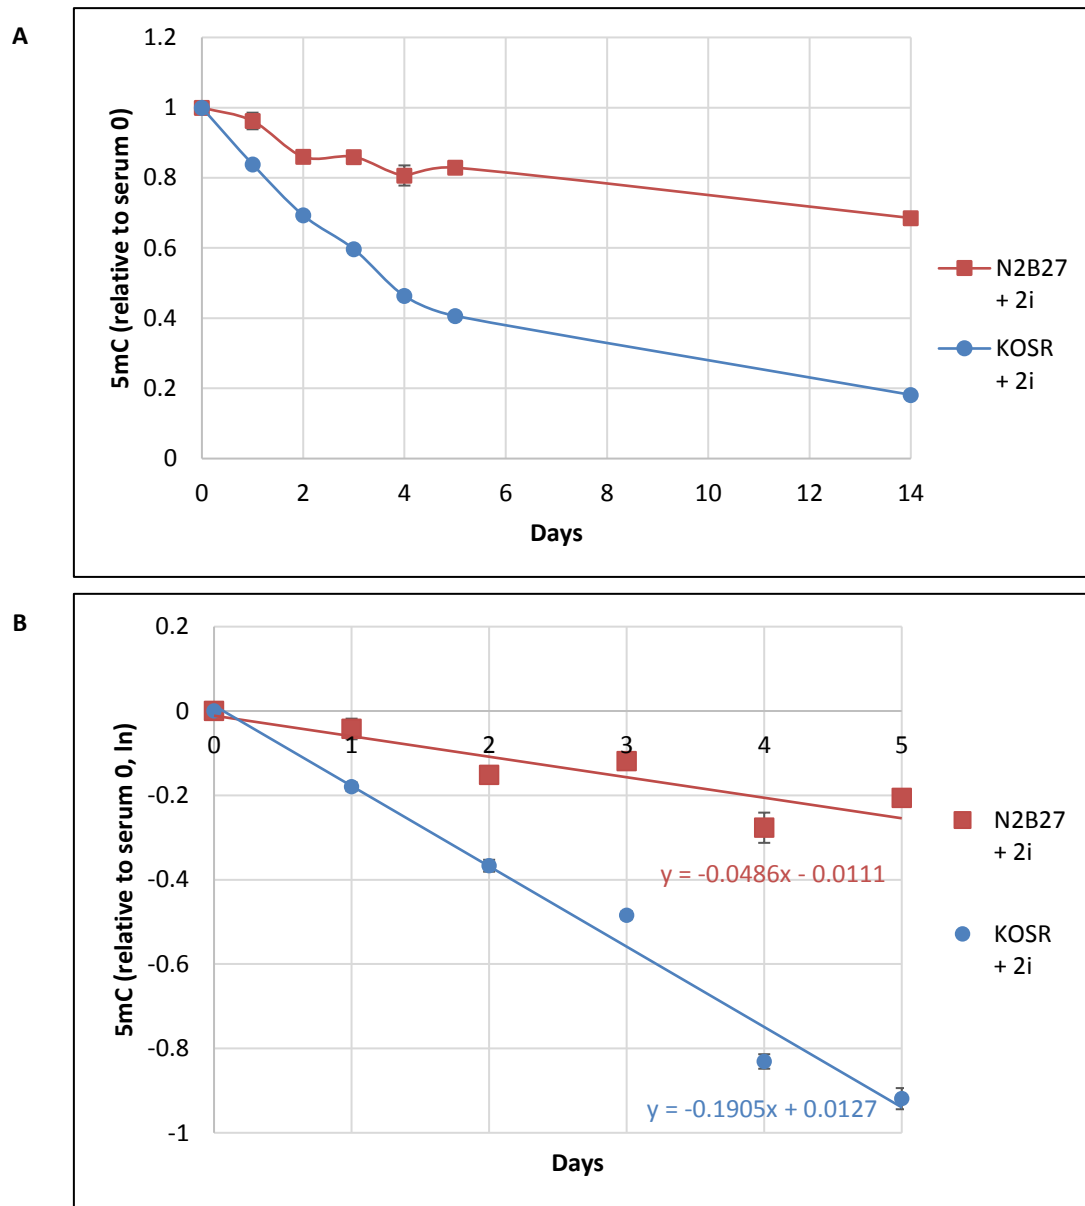 A
5mC (relative to serum 0)
1.2
1
0.8
0.6
0.4
0.2
0
0 2 4 6 8 10 12 14
Days
N2B27
+ 2i
KOSR
+ 2i
B
5mC (relative to serum 0, ln)
0.2
0
-0.2
-0.4
-0.6
-0.8
-1
0 1 2 3 4 5
y = -0.0486x - 0.0111
y = -0.1905x + 0.0127
Days
N2B27
+ 2i
KOSR
+ 2i